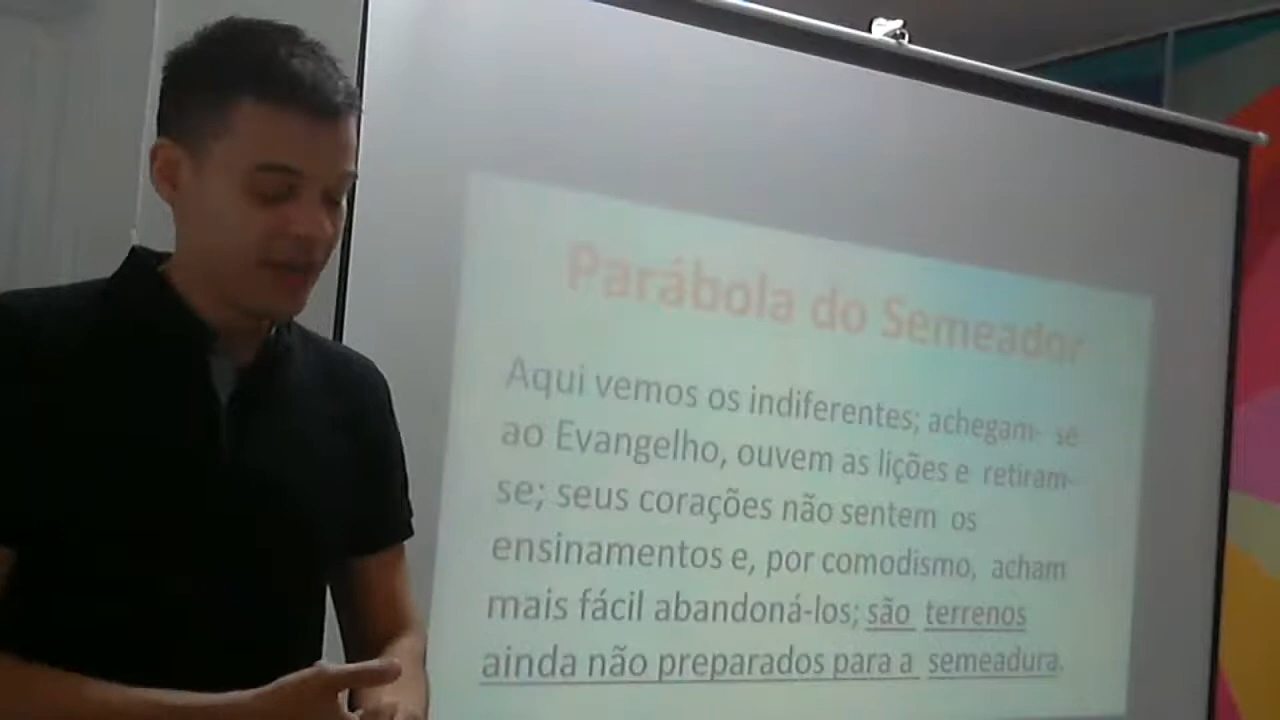 Parábola do Semeador
Aqui vemos os indiferentes; achegam- se
ao Evangelho, ouvem as lições e retiram-
se; seus corações não sentem os
ensinamentos e, por comodismo, acham
mais fácil abandoná-los; são terrenos
ainda não preparados para a semeadura.